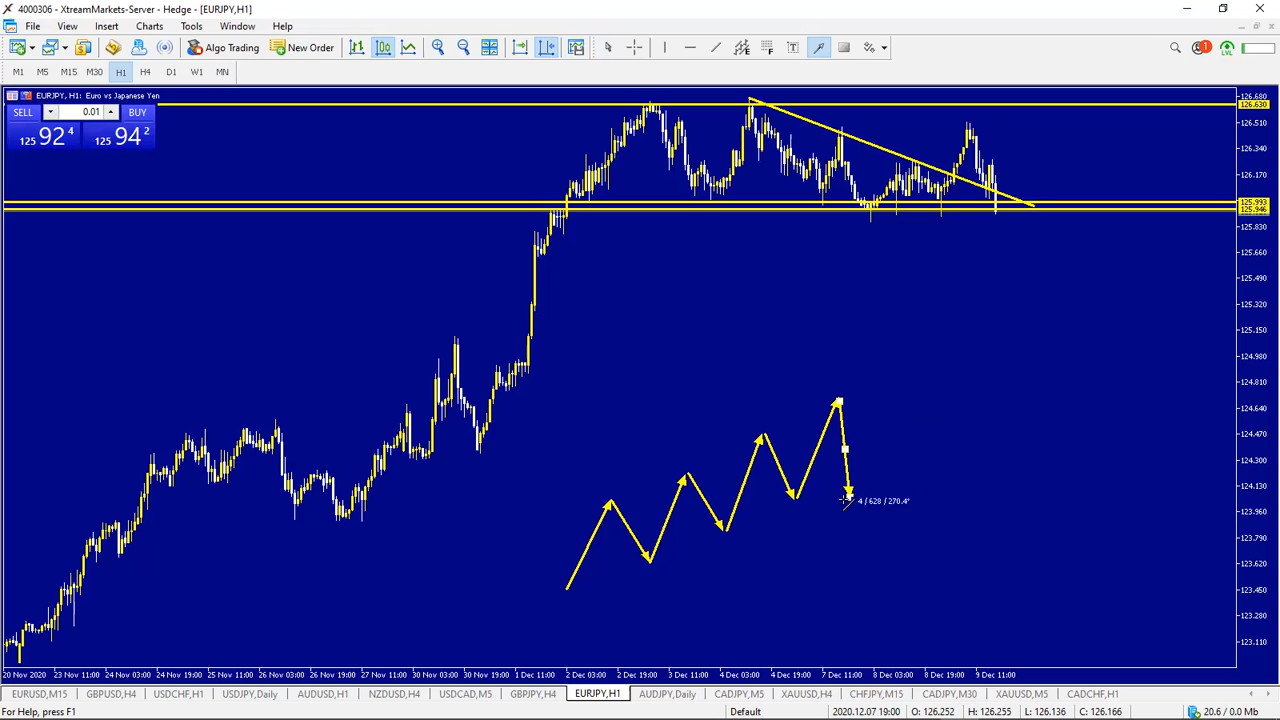 4000306 - XtreamMarkets-Server - Hedge - [EURJPY,H1]
File View Insert Charts Tools Window Help
Algo Trading New Order 1 LVL
M1 M5 M15 M30 H1 H4 D1 W1 MN
EURJPY, H1: Euro vs Japanese Yen
SELL 0.01 BUY
125 92 4 125 94 2
126.680
126.630
126.510
126.340
126.170
125.993
125.946
125.830
125.660
125.490
125.320
125.150
124.980
124.810
124.640
124.470
124.300
124.130
4 / 628 / 270.4°
123.960
123.790
123.620
123.450
123.280
123.110
20 Nov 2020 23 Nov 11:00 24 Nov 11:00 24 Nov 19:00 25 Nov 11:00 26 Nov 03:00 26 Nov 19:00 27 Nov 11:00 30 Nov 03:00 30 Nov 19:00 1 Dec 11:00 2 Dec 03:00 2 Dec 19:00 3 Dec 11:00 4 Dec 03:00 4 Dec 19:00 7 Dec 11:00 8 Dec 03:00 8 Dec 19:00 9 Dec 11:00
EURUSD,M15 GBPUSD,H4 USDCHF,H1 USDJPY,Daily AUDUSD,H1 NZDUSD,H4 USDCAD,M5 GBPJPY,H4 EURJPY,H1 AUDJPY,Daily CADJPY,M5 XAUUSD,H4 CHFJPY,M15 CADJPY,M30 XAUUSD,M5 CADCHF,H1
For Help, press F1 Default 2020.12.07 19:00 O: 126.252 H: 126.255 L: 126.136 C: 126.166 20.6 / 0.0 Mb